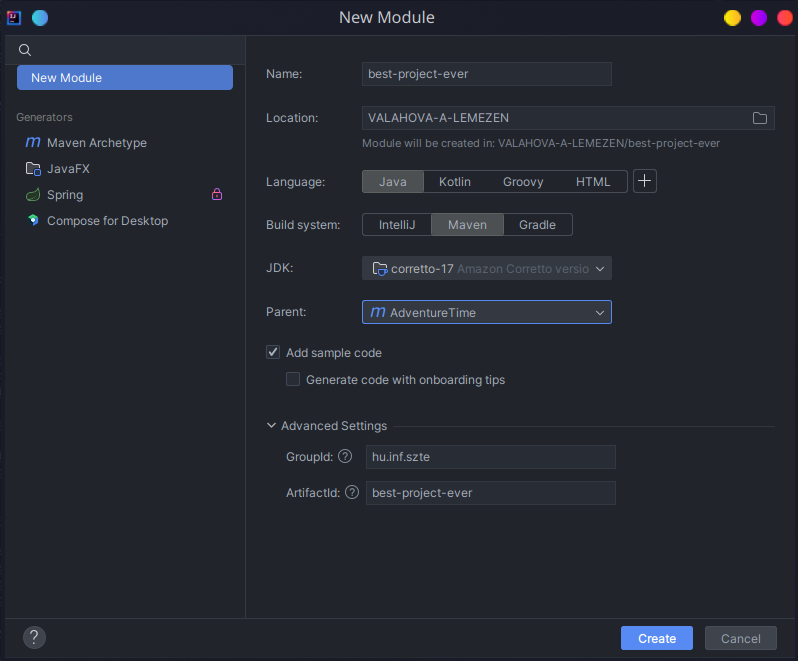 New Module
New Module
Generators
Maven Archetype
JavaFX
Spring
Compose for Desktop
Name: best-project-ever
Location: VALAHOVA-A-LEMEZEN
Module will be created in: VALAHOVA-A-LEMEZEN/best-project-ever
Language: Java Kotlin Groovy HTML
Build system: IntelliJ Maven Gradle
JDK: corretto-17 Amazon Corretto versio
Parent: m AdventureTime
Add sample code
Generate code with onboarding tips
Advanced Settings
GroupId: ? hu.inf.szte
ArtifactId: ? best-project-ever
? Create Cancel